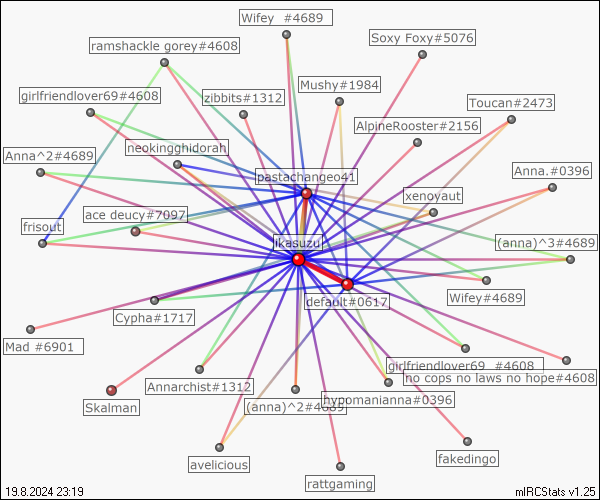 Wifey  #4689
Soxy Foxy#5076
ramshackle gorey#4608
Mushy#1984
girlfriendlover69#4608
zibbits#1312
Toucan#2473
AlpineRooster#2156
neokingghidorah
Anna^2#4689
pastachangeo41
Anna.#0396
xenoyaut
ace deucy#7097
frisout
ikasuzu
(anna)^3#4689
Wifey#4689
default#0617
Cypha#1717
Mad #6901
girlfriendlover69_#4608
no cops no laws no hope#4608
Annarchist#1312
hypomanianna#0396
(anna)^2#4689
Skalman
avelicious
fakedingo
rattgaming
19.8.2024 23:19
mIRCStats v1.25